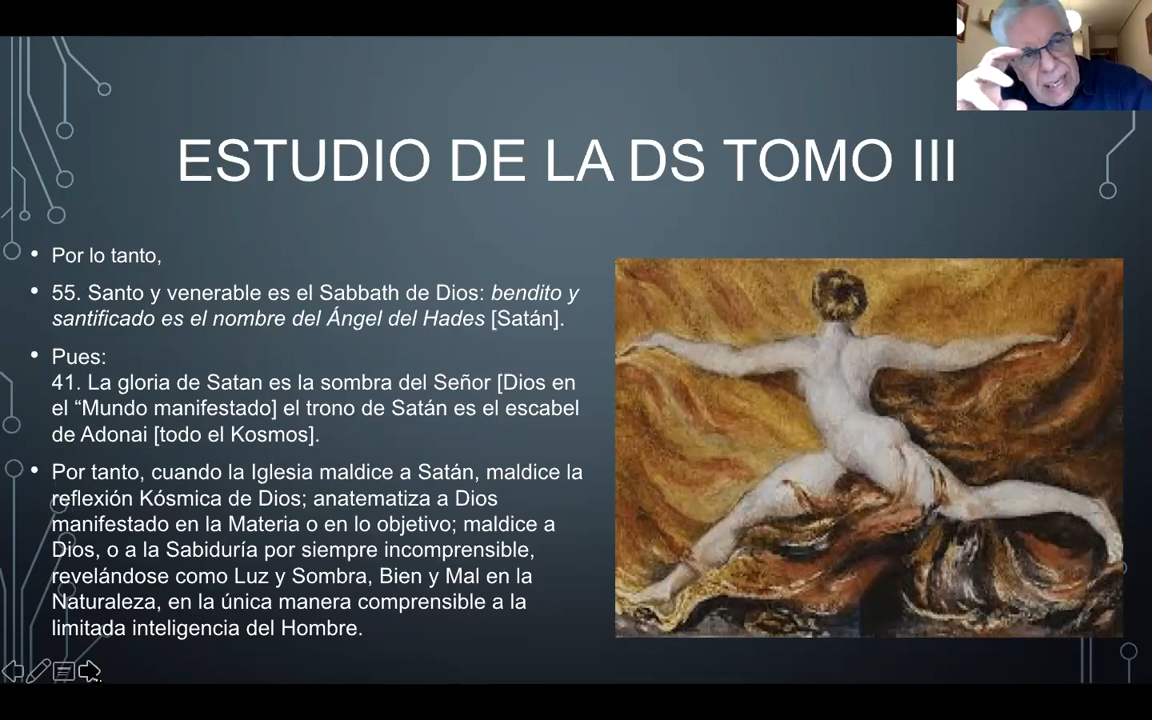 ESTUDIO DE LA DS TOMO III
• Por lo tanto,
• 55. Santo y venerable es el Sabbath de Dios: bendito y
santificado es el nombre del Ángel del Hades [Satán].
• Pues:
41. La gloria de Satan es la sombra del Señor [Dios en
el “Mundo manifestado] el trono de Satán es el escabel
de Adonai [todo el Kosmos].
• Por tanto, cuando la Iglesia maldice a Satán, maldice la
reflexión Kósmica de Dios; anatematiza a Dios
manifestado en la Materia o en lo objetivo; maldice a
Dios, o a la Sabiduría por siempre incomprensible,
revelándose como Luz y Sombra, Bien y Mal en la
Naturaleza, en la única manera comprensible a la
limitada inteligencia del Hombre.